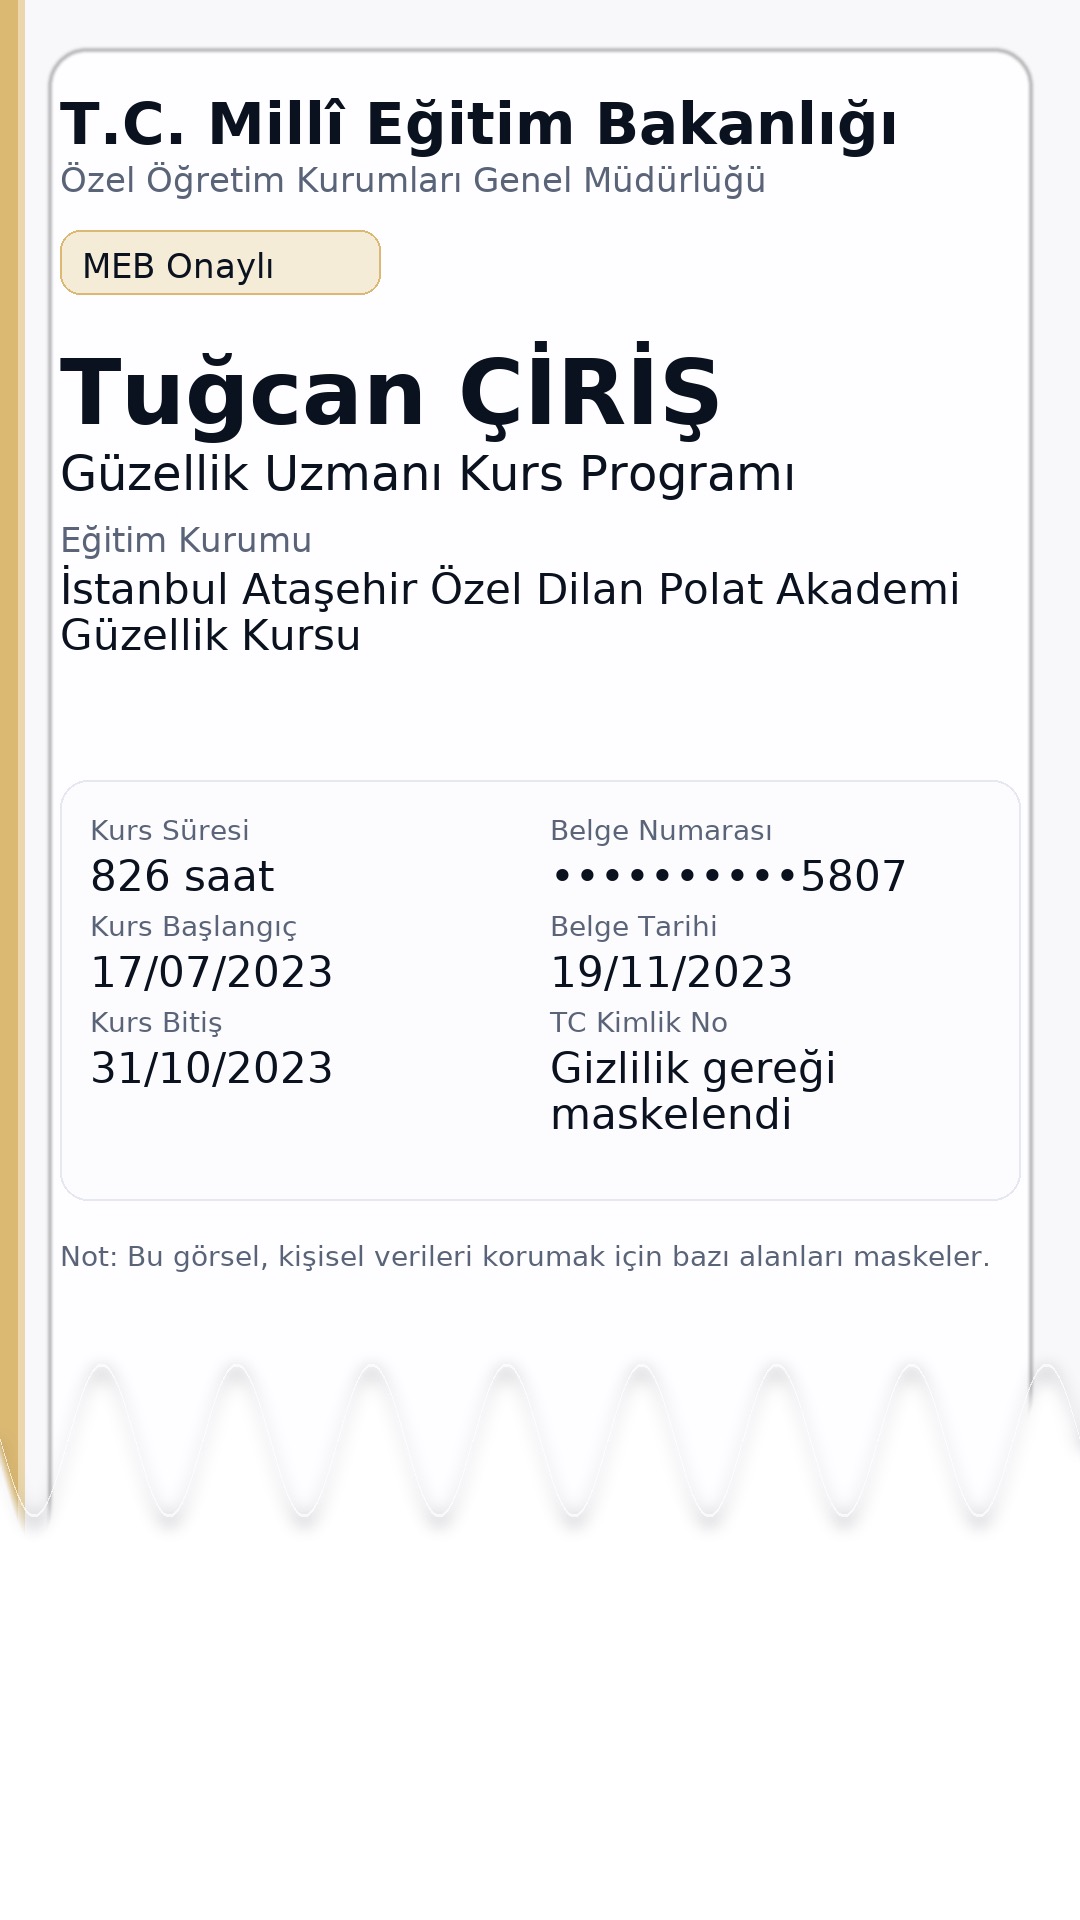 T.C. Millî Eğitim Bakanlığı
Özel Öğretim Kurumları Genel Müdürlüğü
MEB Onaylı
Tuğcan ÇİRİŞ
Güzellik Uzmanı Kurs Programı
Eğitim Kurumu
İstanbul Ataşehir Özel Dilan Polat Akademi
Güzellik Kursu
Kurs Süresi
826 saat
Kurs Başlangıç
17/07/2023
Kurs Bitiş
31/10/2023
Belge Numarası
••••••••••5807
Belge Tarihi
19/11/2023
TC Kimlik No
Gizlilik gereği
maskelendi
Not: Bu görsel, kişisel verileri korumak için bazı alanları maskeler.